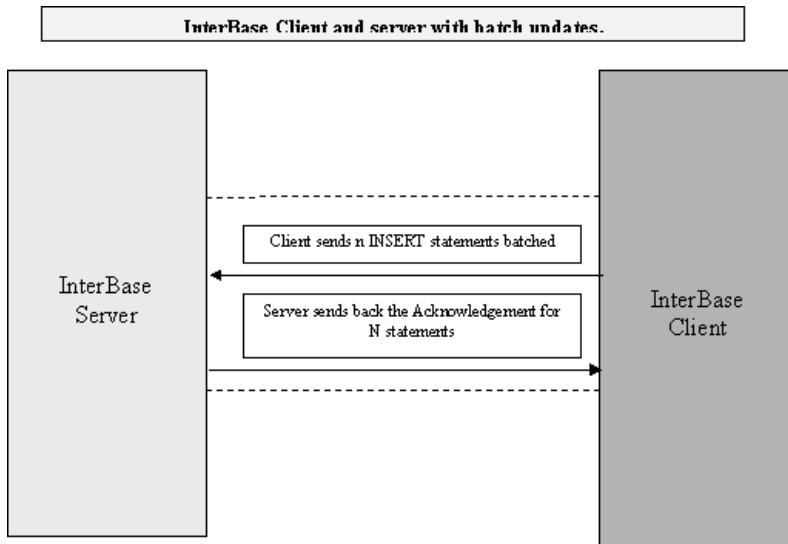 InterBase Client and server with batch updates.
Client sends n INSERT statements batched
InterBase
Server
Server sends back the Acknowledgement for
N statements
InterBase
Client